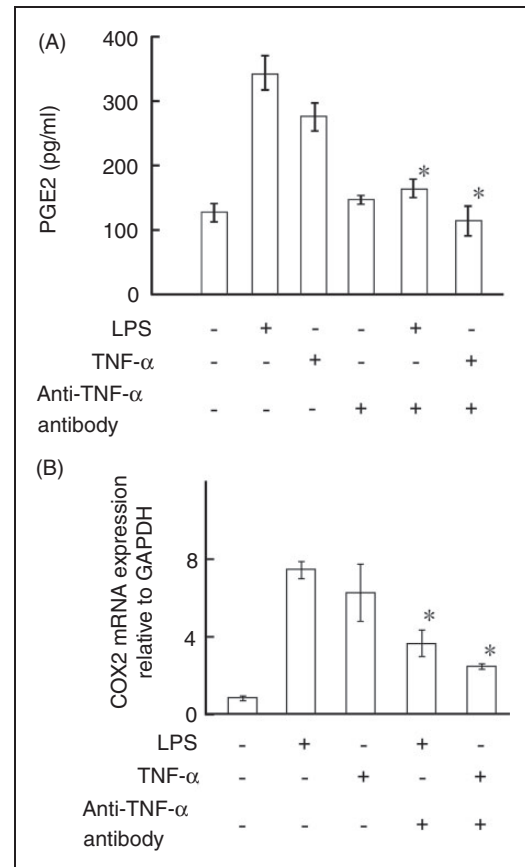 (A)
400
300
200
100
0
PGE2 (pg/ml)
* *
LPS - + - - + -
TNF-α - - + - - +
Anti-TNF-α
antibody - - - + + +
(B)
COX2 mRNA expression
relative to GAPDH
8
4
0
* *
LPS - + - + -
TNF-α - - + - +
Anti-TNF-α
antibody - - - + +